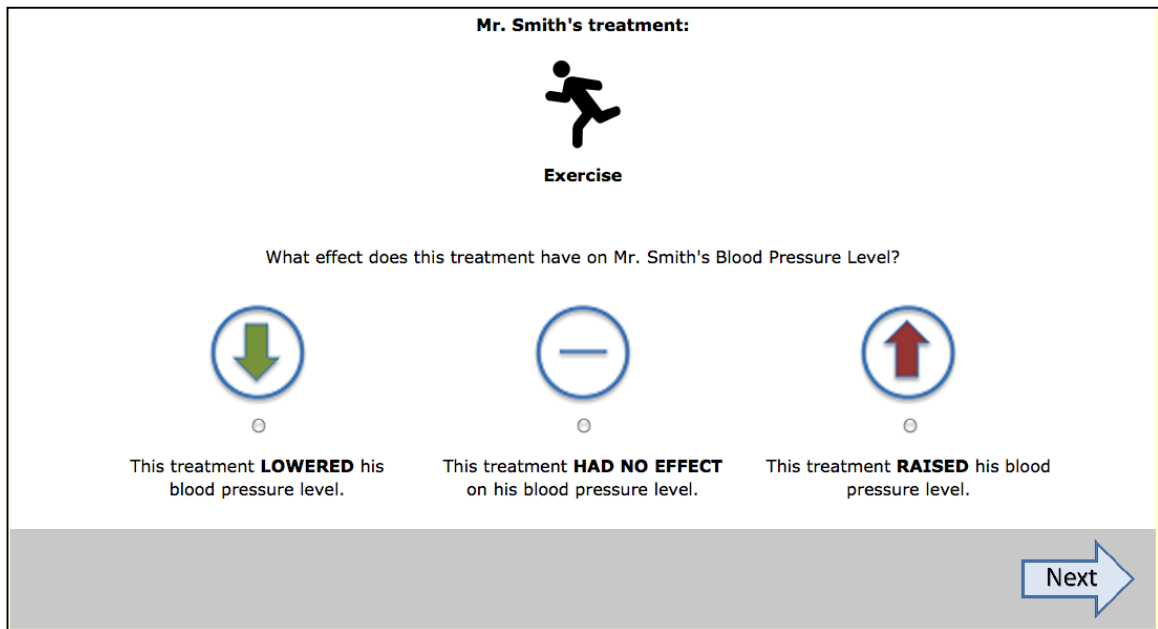 Mr. Smith's treatment:
Exercise
What effect does this treatment have on Mr. Smith's Blood Pressure Level?
This treatment LOWERED his
blood pressure level.
This treatment HAD NO EFFECT
on his blood pressure level.
This treatment RAISED his blood
pressure level.
Next